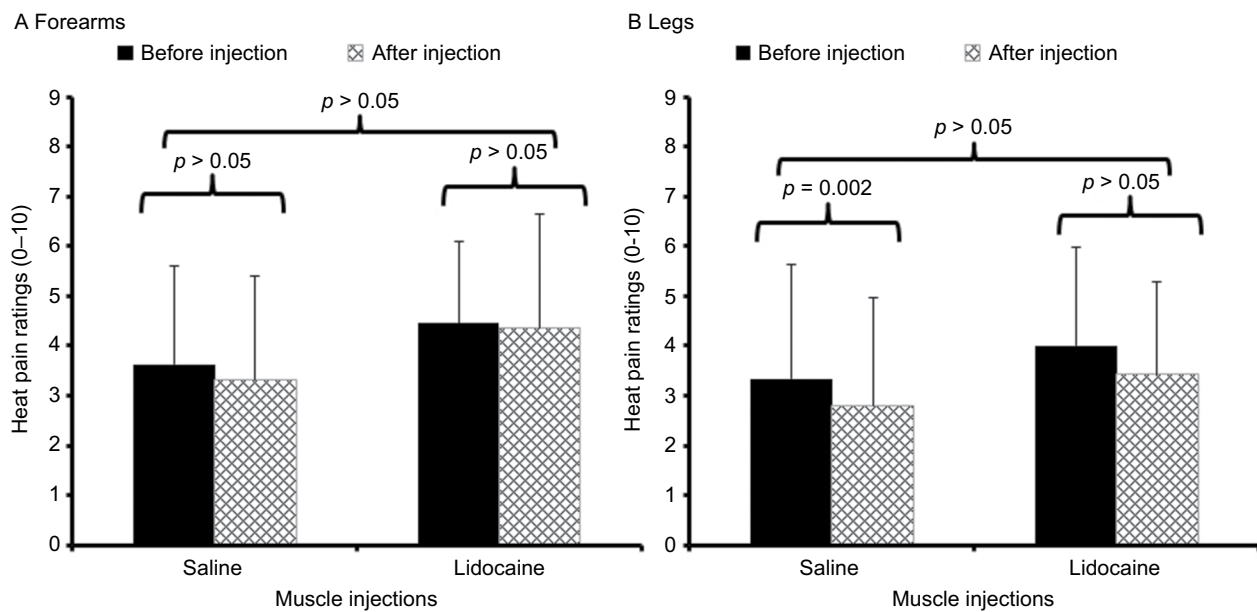 A Forearms
Before injection After injection
9
8
7
6
5
4
3
2
1
0
Heat pain ratings (0–10)
p > 0.05
p > 0.05
p > 0.05
Saline Lidocaine
Muscle injections
B Legs
Before injection After injection
9
8
7
6
5
4
3
2
1
0
Heat pain ratings (0-10)
p > 0.05
p = 0.002
p > 0.05
Saline Lidocaine
Muscle injections